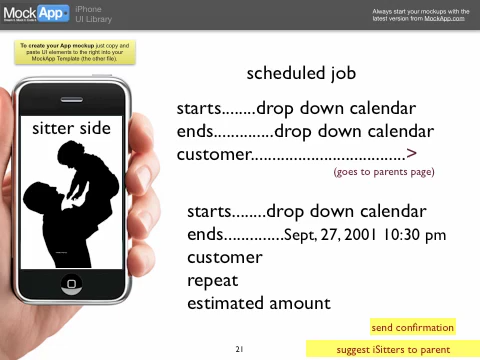 MockApp
iPhone
UI Library
Always start your mockups with the
latest version from MockApp.com
To create your App mockup just copy and
paste UI elements to the right into your
MockApp Template (the other file).
scheduled job
starts........drop down calendar
ends..............drop down calendar
customer.....................................>
(goes to parents page)
sitter side
starts........drop down calendar
ends..............Sept, 27, 2001 10:30 pm
customer
repeat
estimated amount
send confirmation
suggest iSitters to parent
21